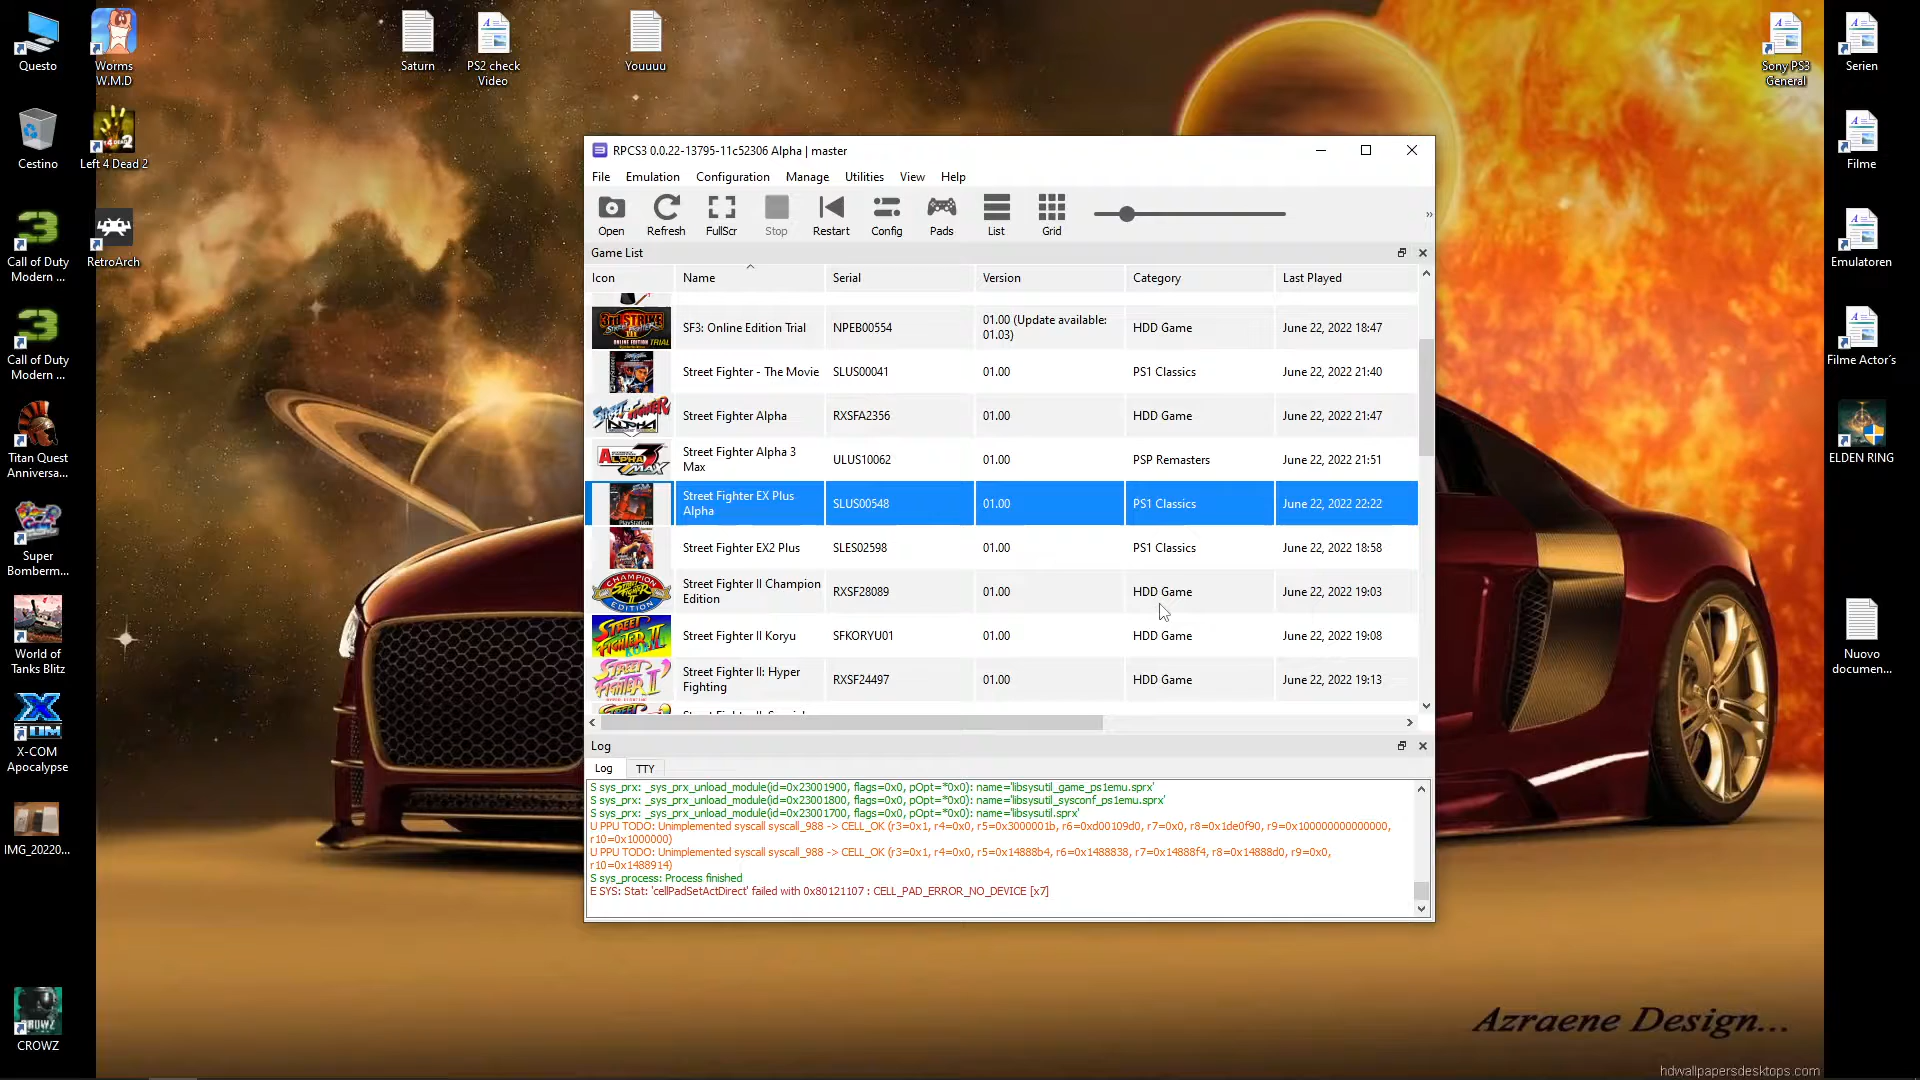 Questo
Worms
W.M.D
Saturn
PS2 check
Video
Youuuu
Sony PS3
General
Serien
Cestino
Left 4 Dead 2
Filme
Call of Duty
Modern ...
RetroArch
Emulatoren
Call of Duty
Modern ...
Filme Actor´s
Titan Quest
Anniversa...
ELDEN RING
Super
Bomberm...
World of
Tanks Blitz
Nuovo
documen...
X-COM
Apocalypse
IMG_20220...
CROWZ
RPCS3 0.0.22-13795-11c52306 Alpha | master
File Emulation Configuration Manage Utilities View Help
Open Refresh FullScr Stop Restart Config Pads List Grid
Game List
Icon Name Serial Version Category Last Played
SF3: Online Edition Trial NPEB00554 01.00 (Update available: 01.03) HDD Game June 22, 2022 18:47
Street Fighter - The Movie SLUS00041 01.00 PS1 Classics June 22, 2022 21:40
Street Fighter Alpha RXSFA2356 01.00 HDD Game June 22, 2022 21:47
Street Fighter Alpha 3 Max ULUS10062 01.00 PSP Remasters June 22, 2022 21:51
Street Fighter EX Plus Alpha SLUS00548 01.00 PS1 Classics June 22, 2022 22:22
Street Fighter EX2 Plus SLES02598 01.00 PS1 Classics June 22, 2022 18:58
Street Fighter II Champion Edition RXSF28089 01.00 HDD Game June 22, 2022 19:03
Street Fighter II Koryu SFKORYU01 01.00 HDD Game June 22, 2022 19:08
Street Fighter II: Hyper Fighting RXSF24497 01.00 HDD Game June 22, 2022 19:13
Log
Log TTY
S sys_prx: _sys_prx_unload_module(id=0x23001900, flags=0x0, pOpt=*0x0): name='libsysutil_game_ps1emu.sprx'
S sys_prx: _sys_prx_unload_module(id=0x23001800, flags=0x0, pOpt=*0x0): name='libsysutil_sysconf_ps1emu.sprx'
S sys_prx: _sys_prx_unload_module(id=0x23001700, flags=0x0, pOpt=*0x0): name='libsysutil.sprx'
U PPU TODO: Unimplemented syscall syscall_988 -> CELL_OK (r3=0x1, r4=0x0, r5=0x3000001b, r6=0xd00109d0, r7=0x0, r8=0x1de0f90, r9=0x100000000000000,
r10=0x1000000)
U PPU TODO: Unimplemented syscall syscall_988 -> CELL_OK (r3=0x1, r4=0x0, r5=0x14888b4, r6=0x1488838, r7=0x14888f4, r8=0x14888d0, r9=0x0,
r10=0x1488914)
S sys_process: Process finished
E SYS: Stat: 'cellPadSetActDirect' failed with 0x80121107 : CELL_PAD_ERROR_NO_DEVICE [x7]
Azraene Design...
hdwallpapersdesktops.com